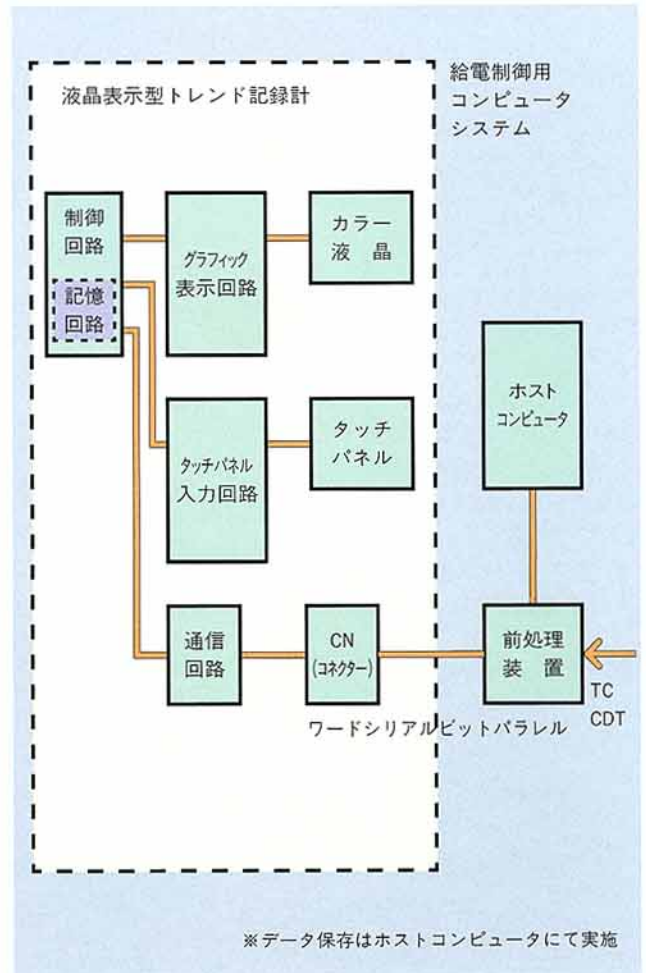 給電制御用
コンピュータ
システム
液晶表示型トレンド記録計
制御
回路
記憶
回路
グラフィック
表示回路
カラー
液晶
タッチパネル
入力回路
タッチ
パネル
ホスト
コンピュータ
通信
回路
CN
(コネクター)
前処理
装置
TC
CDT
ワードシリアルビットパラレル
※データ保存はホストコンピュータにて実施